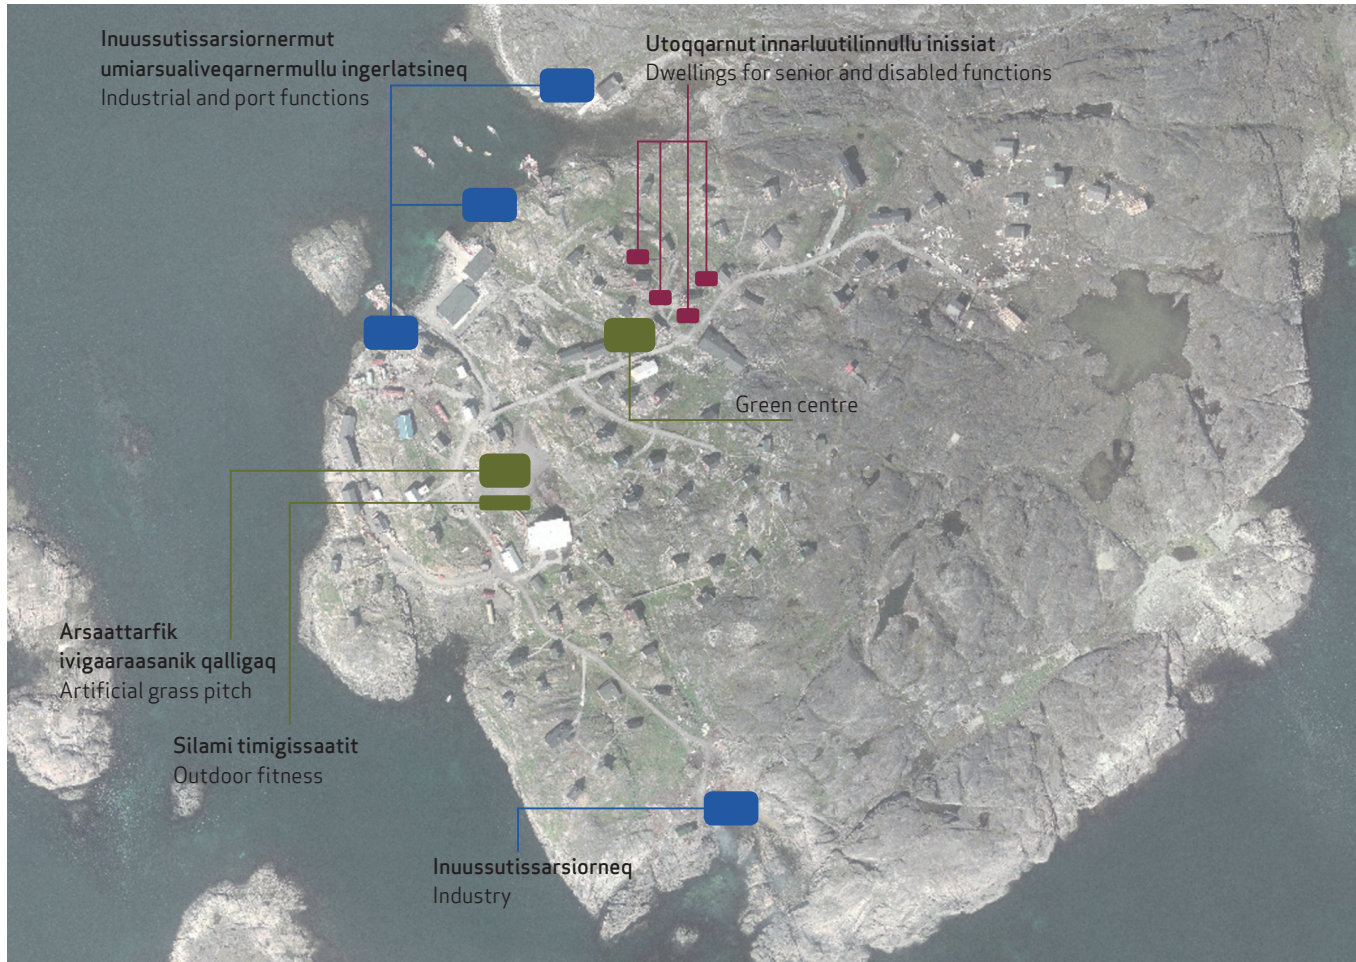 Inuussutissarsiornermut
umiarsualiveqarnermullu ingerlatsineq
Industrial and port functions
Utoqqarnut innarluutilinnullu inissiat
Dwellings for senior and disabled functions
Green centre
Arsaattarfik
ivigaaraasanik qalligaq
Artificial grass pitch
Silami timigissaatit
Outdoor fitness
Inuussutissarsiorneq
Industry